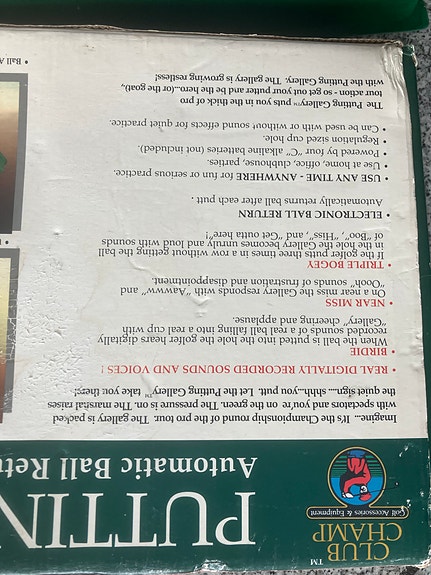 CLUB
CHAMP™
Golf Accessories & Equipment
PUTTIN
Automatic Ball Retu
Imagine.... It's the Championship round of the pro tour. The gallery is packed
with spectators and you're on the green. The pressure is on. The marshal raises
the quiet sign.... shhh....you putt. Let the Putting Gallery™ take you there!
REAL DIGITALLY RECORDED SOUNDS AND VOICES!
• BIRDIE
When the ball is putted into the hole the golfer hears digitally
recorded sounds of a real ball falling into a real cup with
"Gallery" cheering and applause.
• NEAR MISS
On a near miss the Gallery responds with "Aawww" and
"Oooh" sounds of frustration and disappointment.
• TRIPLE BOGEY
If the golfer putts three times in a row without getting the ball
in the hole the Gallery becomes unruly and loud with sounds
of "Boo", "Hiss", and "Get outta here"!
• ELECTRONIC BALL RETURN
Automatically returns ball after each putt.
• USE ANY TIME - ANYWHERE for fun or serious practice.
• Use at home, office, clubhouse, parties.
• Powered by four "C" alkaline batteries (not included).
• Regulation sized cup hole.
• Can be used with or without sound effects for quiet practice.
The Putting Gallery™ puts you in the thick of pro
tour action - so get out your putter and be the hero...(or the goat),
with the Putting Gallery. The gallery is growing restless!
• Ball A